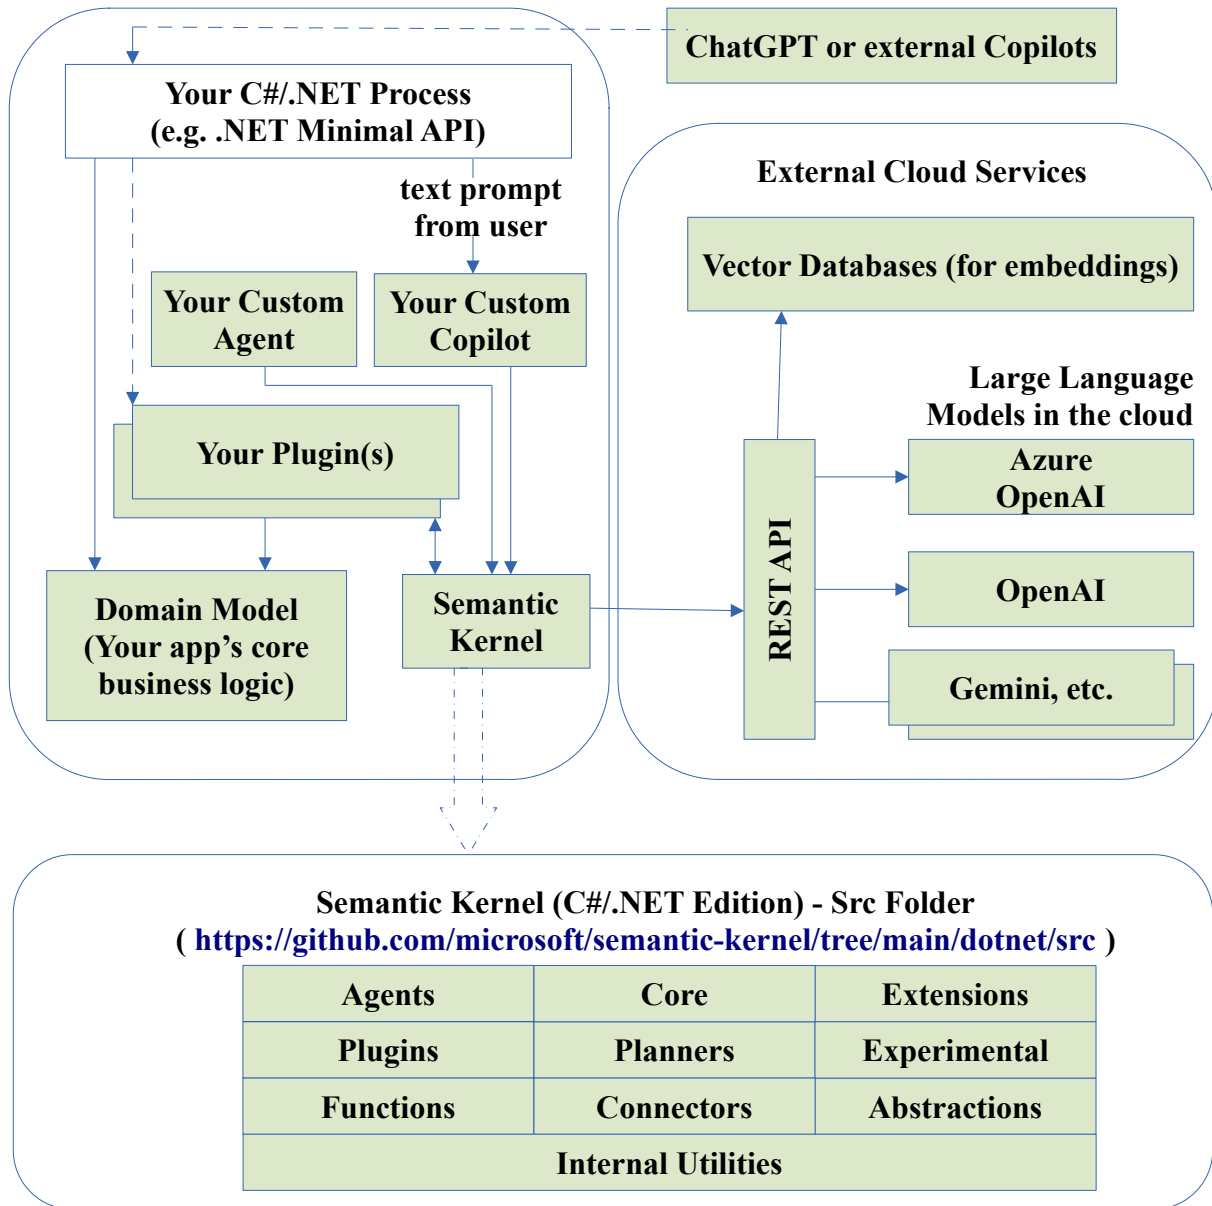 ChatGPT or external Copilots
Your C#/.NET Process
(e.g. .NET Minimal API)
text prompt
from user
Your Custom
Agent
Your Custom
Copilot
Your Plugin(s)
Domain Model
(Your app’s core
business logic)
Semantic
Kernel
External Cloud Services
Vector Databases (for embeddings)
Large Language
Models in the cloud
REST API
Azure
OpenAI
OpenAI
Gemini, etc.
Semantic Kernel (C#/.NET Edition) - Src Folder
( https://github.com/microsoft/semantic-kernel/tree/main/dotnet/src )
Agents
Core
Extensions
Plugins
Planners
Experimental
Functions
Connectors
Abstractions
Internal Utilities